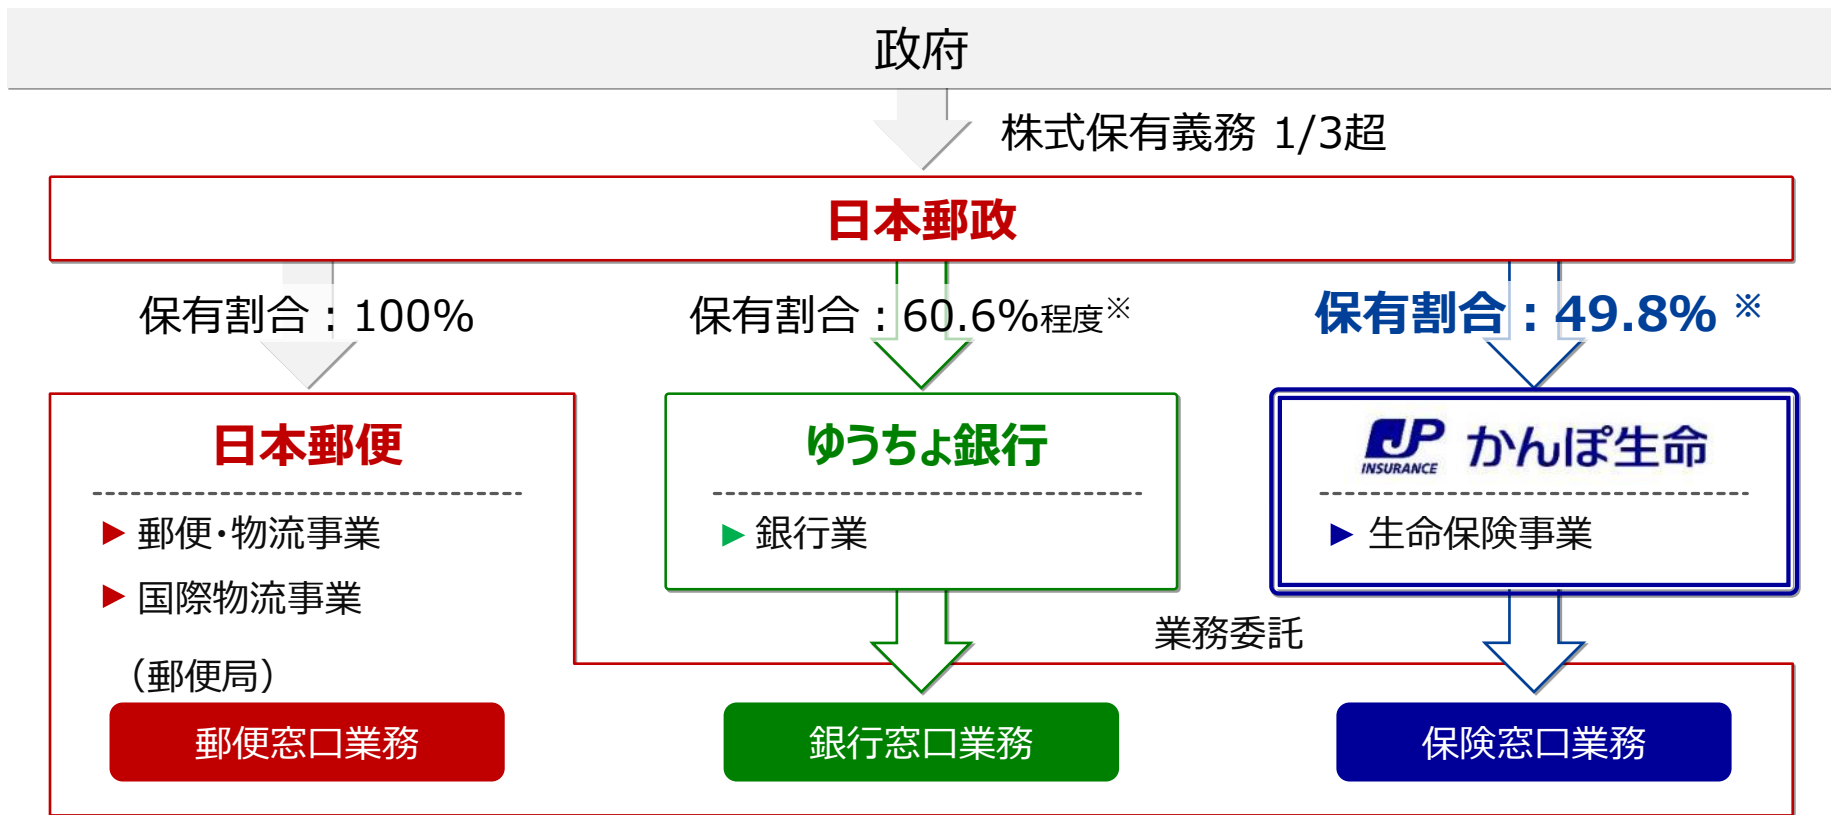 政府
株式保有義務 1/3超
日本郵政
保有割合：100%
保有割合：60.6%程度※
保有割合：49.8% ※
日本郵便
▶ 郵便・物流事業
▶ 国際物流事業
ゆうちょ銀行
▶ 銀行業
JP INSURANCE かんぽ生命
▶ 生命保険事業
業務委託
（郵便局）
郵便窓口業務
銀行窓口業務
保険窓口業務